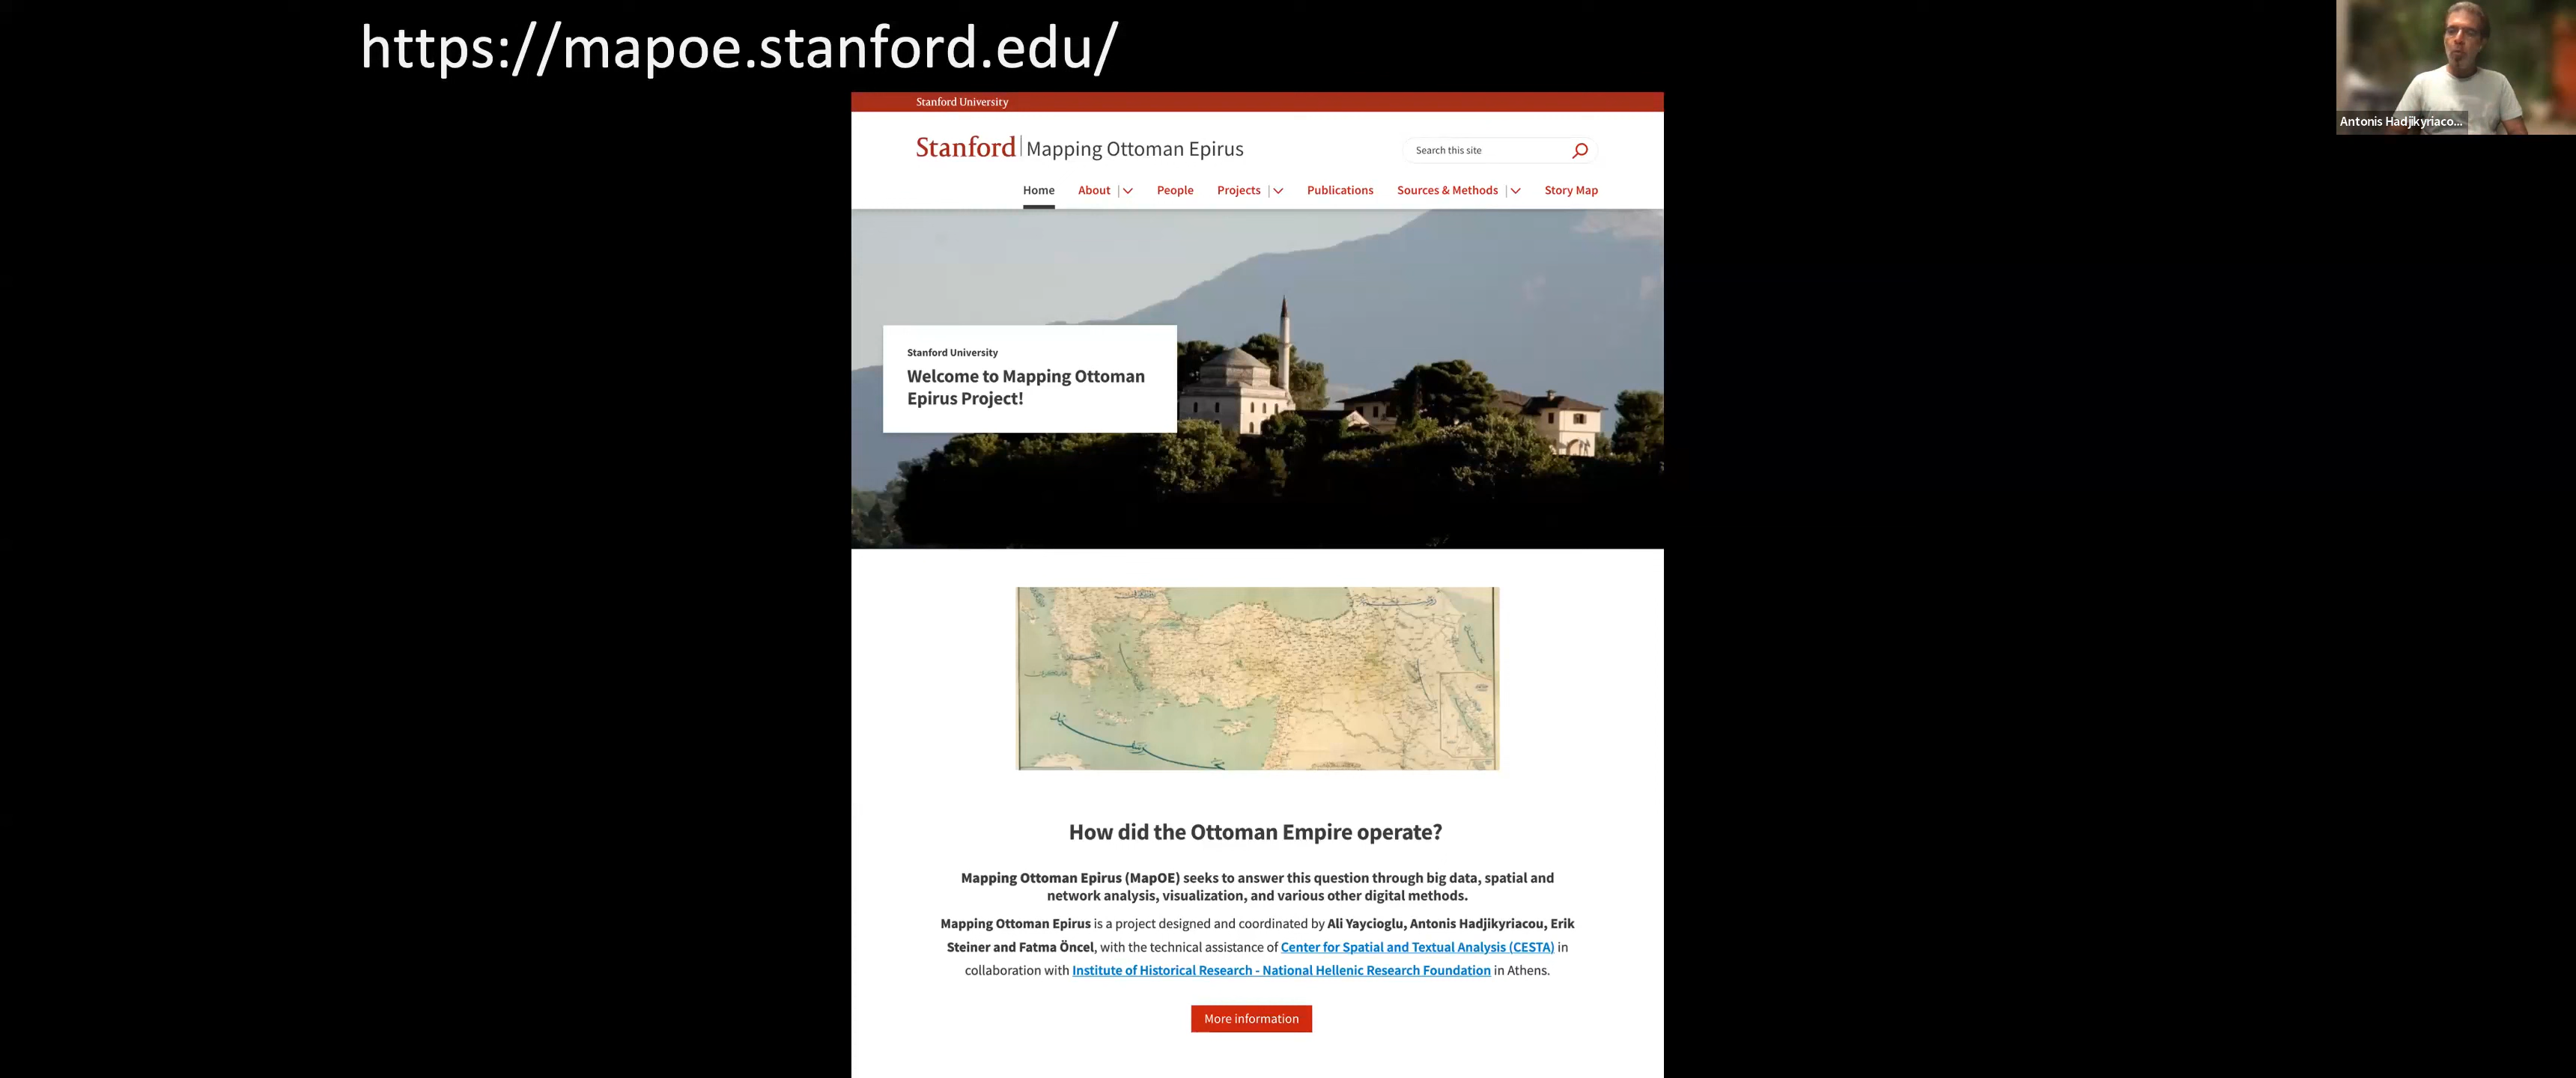 https://mapoe.stanford.edu/
Antonis Hadjikyriaco...
Stanford University
Stanford | Mapping Ottoman Epirus
Search this site
Home About People Projects Publications Sources & Methods Story Map
Stanford University
Welcome to Mapping Ottoman
Epirus Project!
How did the Ottoman Empire operate?
Mapping Ottoman Epirus (MapOE) seeks to answer this question through big data, spatial and
network analysis, visualization, and various other digital methods.
Mapping Ottoman Epirus is a project designed and coordinated by Ali Yaycioglu, Antonis Hadjikyriacou, Erik
Steiner and Fatma Öncel, with the technical assistance of Center for Spatial and Textual Analysis (CESTA) in
collaboration with Institute of Historical Research - National Hellenic Research Foundation in Athens.
More information